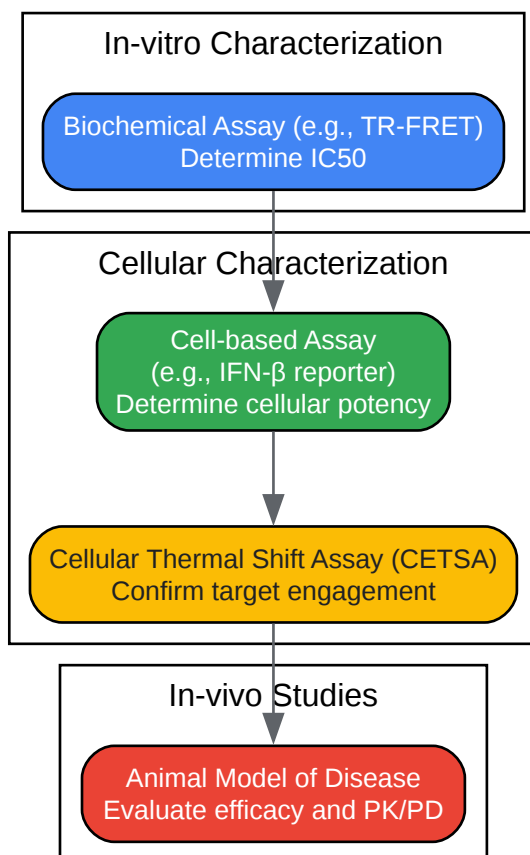 In-vitro Characterization
Biochemical Assay (e.g., TR-FRET)
Determine IC50
Cellular Characterization
Cell-based Assay
(e.g., IFN-β reporter)
Determine cellular potency
Cellular Thermal Shift Assay (CETSA)
Confirm target engagement
In-vivo Studies
Animal Model of Disease
Evaluate efficacy and PK/PD